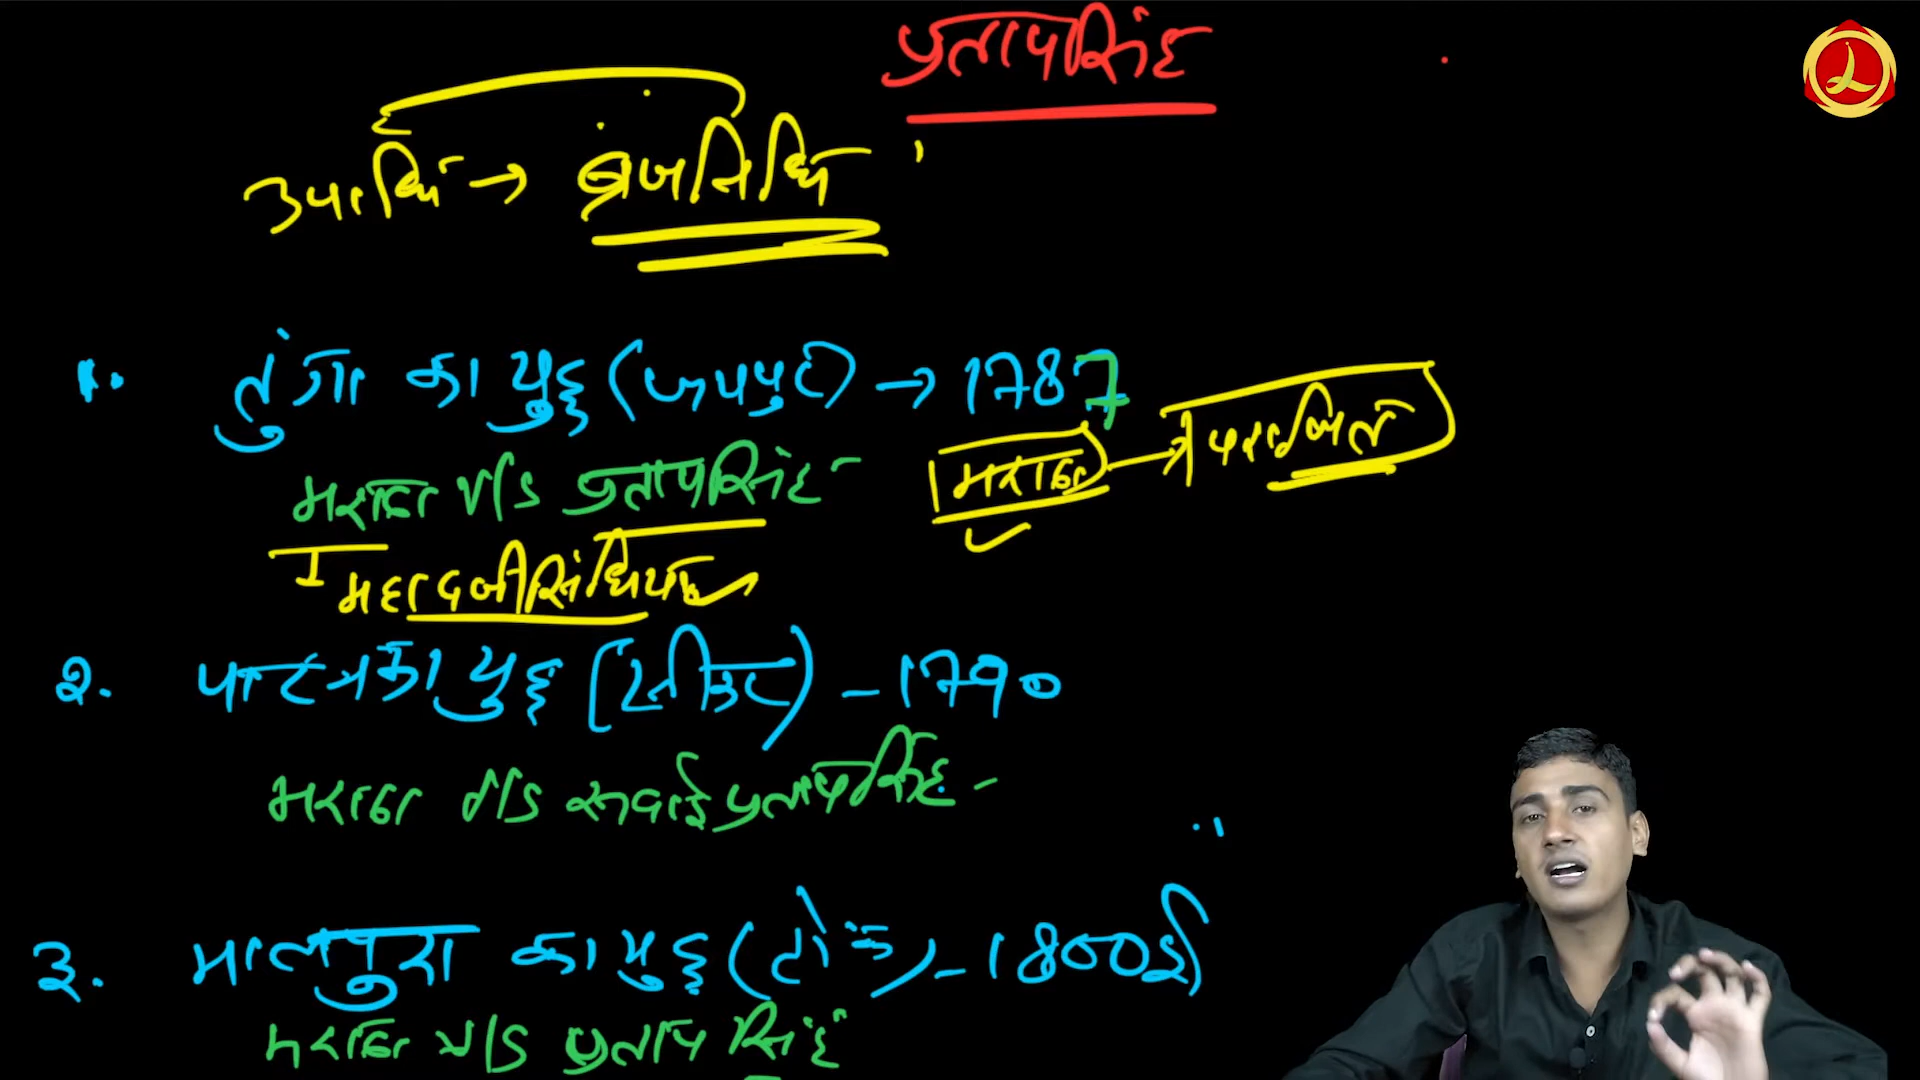 प्रतापसिंह
उपाधि → ब्रजनिधि
1. तुंगा का युद्ध (जयपुर) → 1787
मराठा → पराजित
मराठा V/S प्रतापसिंह
महादजी सिंधिया
2. पाटन का युद्ध (सीकर) - 1790
मराठा V/S सवाई प्रतापसिंह -
3. मालपुरा का युद्ध (टोंक) - 1800ई
मराठा V/S प्रताप सिंह